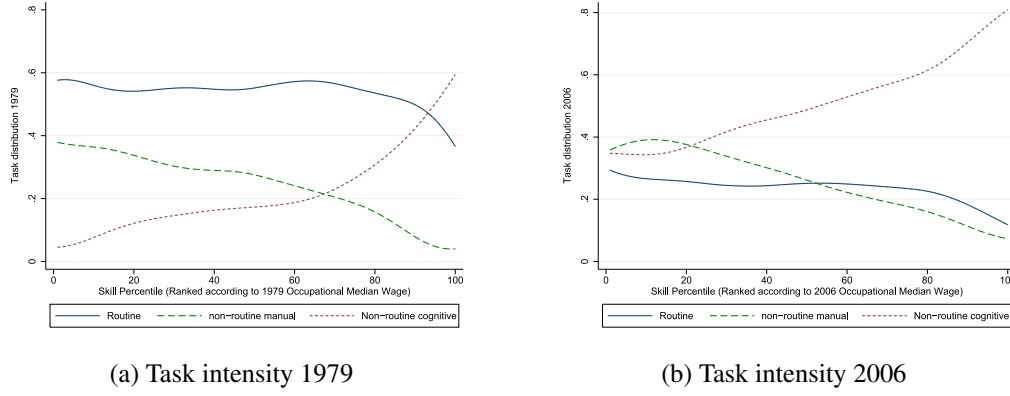 Task distribution 1979
.8
.6
.4
.2
0
0 20 40 60 80 100
Skill Percentile (Ranked according to 1979 Occupational Median Wage)
Routine non-routine manual Non-routine cognitive
(a) Task intensity 1979
Task distribution 2006
.8
.6
.4
.2
0
0 20 40 60 80 100
Skill Percentile (Ranked according to 2006 Occupational Median Wage)
Routine non-routine manual Non-routine cognitive
(b) Task intensity 2006